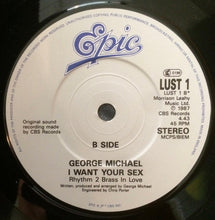 Epic
LUST 1
LUST 1 B
Morrison Leahy
Music Ltd.
℗ 1987
CBS Records
4.43
45 RPM
STEREO
MCPS/BIEM
Original sound
recording made by
CBS Records
B SIDE
GEORGE MICHAEL
I WANT YOUR SEX
Rhythm 2 Brass In Love
Written, produced and arranged by George Michael
Engineered by Chris Porter